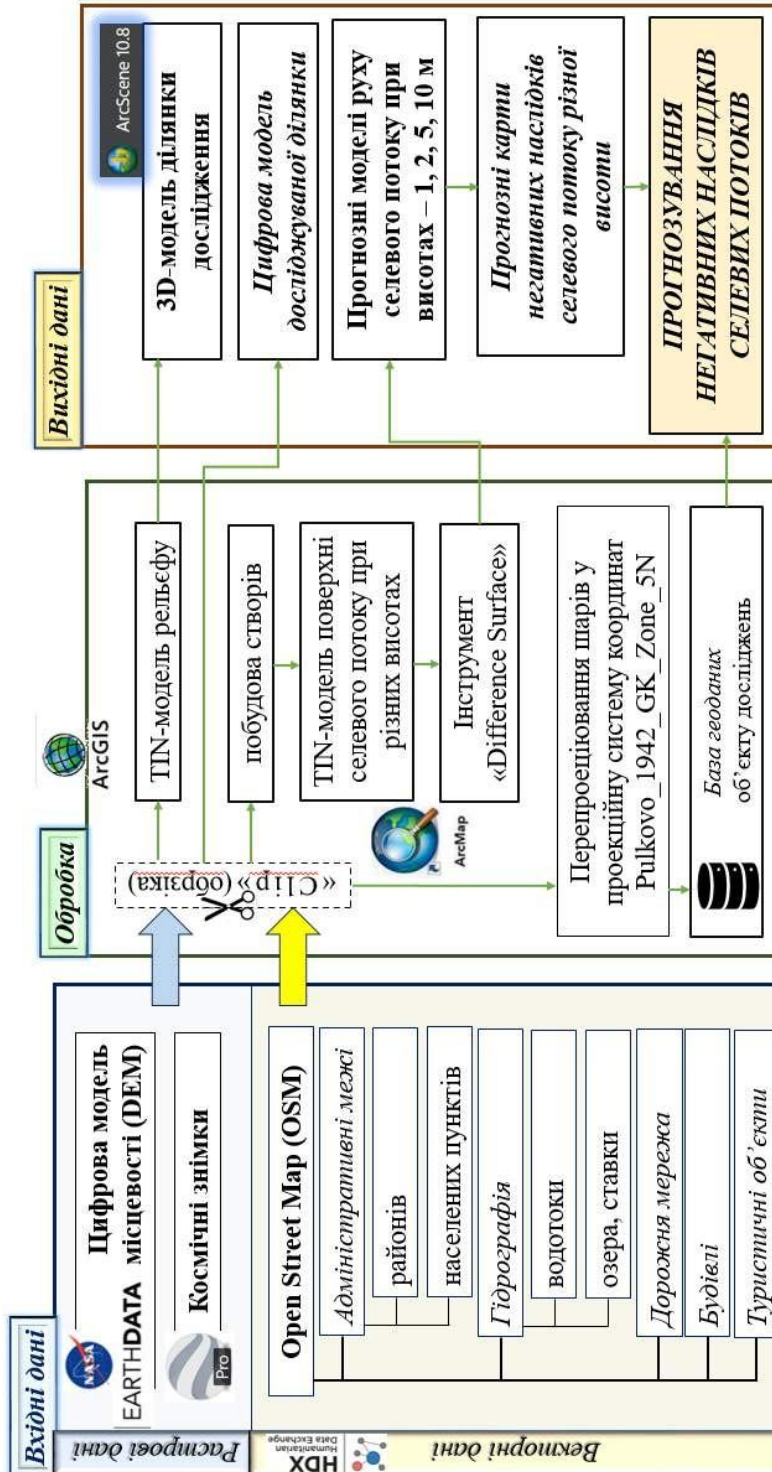 Вхідні дані
Растрові дані
NASA
EARTHDATA
Цифрова модель
місцевості (DEM)
Pro
Космічні знімки
HDX
Humanitarian
Data Exchange
Векторні дані
Open Street Map (OSM)
Адміністративні межі
районів
населених пунктів
Гідрографія
водотоки
озера, ставки
Дорожня мережа
Будівлі
Туристичні об’єкти
Обробка
ArcGIS
« C l i p » (обрзіка)
TIN-модель рельєфу
побудова створів
TIN-модель поверхні
селевого потоку при
різних висотах
ArcMap
Інструмент
«Difference Surface»
Перепроеціювання шарів у
проекційну систему координат
Pulkovo_1942_GK_Zone_5N
База геоданих
об’єкту досліджень
Вихідні дані
ArcScene 10.8
3D-модель ділянки
дослідження
Цифрова модель
досліджуваної ділянки
Прогнозні моделі руху
селевого потоку при
висотах – 1, 2, 5, 10 м
Прогнозні карти
негативних наслідків
селевого потоку різної
висоти
ПРОГНОЗУВАННЯ
НЕГАТИВНИХ НАСЛІДКІВ
СЕЛЕВИХ ПОТОКІВ